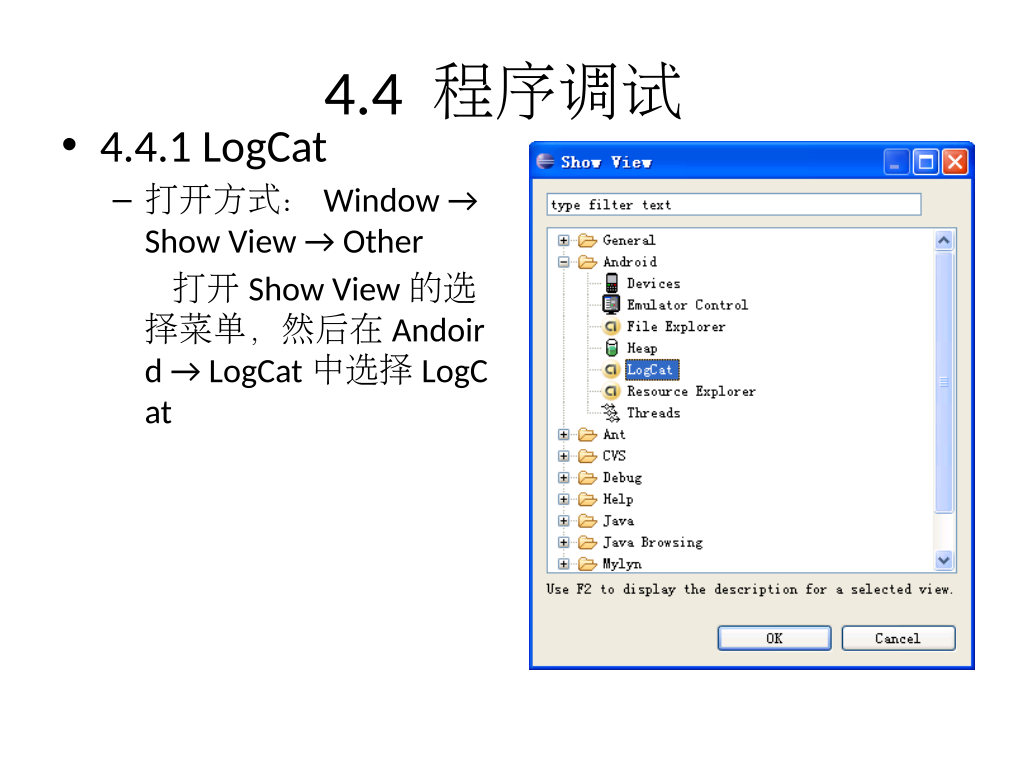 4.4 程序调试
• 4.4.1 LogCat
– 打开方式： Window →
Show View → Other
打开 Show View 的选
择菜单，然后在 Andoir
d → LogCat 中选择 LogC
at
Show View
type filter text
General
Android
Devices
Emulator Control
File Explorer
Heap
LogCat
Resource Explorer
Threads
Ant
CVS
Debug
Help
Java
Java Browsing
Mylyn
Use F2 to display the description for a selected view.
OK
Cancel